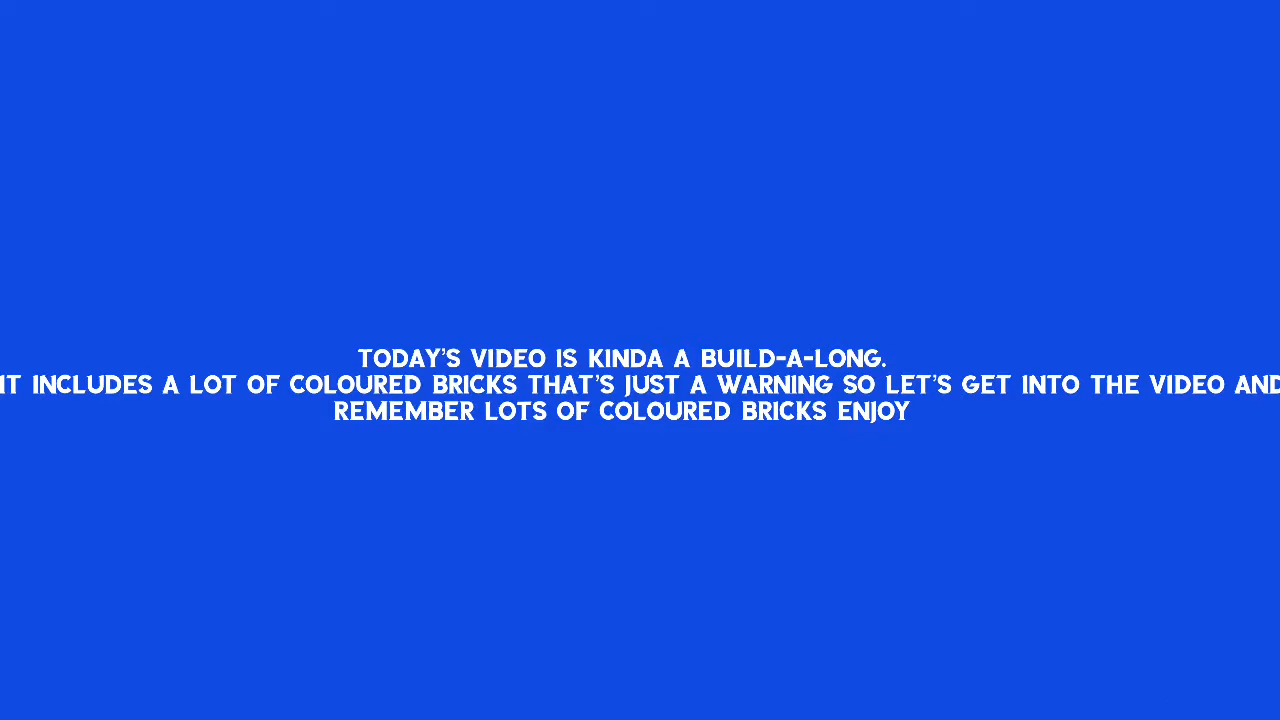 TODAY'S VIDEO IS KINDA A BUILD-A-LONG.
IT INCLUDES A LOT OF COLOURED BRICKS THAT'S JUST A WARNING SO LET'S GET INTO THE VIDEO AND
REMEMBER LOTS OF COLOURED BRICKS ENJOY